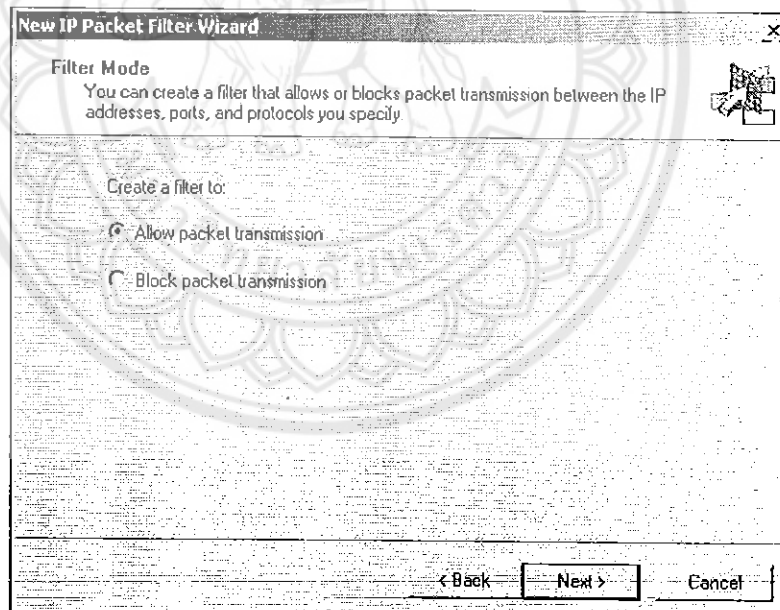 New IP Packet Filter Wizard
Filter Mode
You can create a filter that allows or blocks packet transmission between the IP
addresses, ports, and protocols you specify.
Create a filter to:
Allow packet transmission
Block packet transmission
< Back
Next >
Cancel